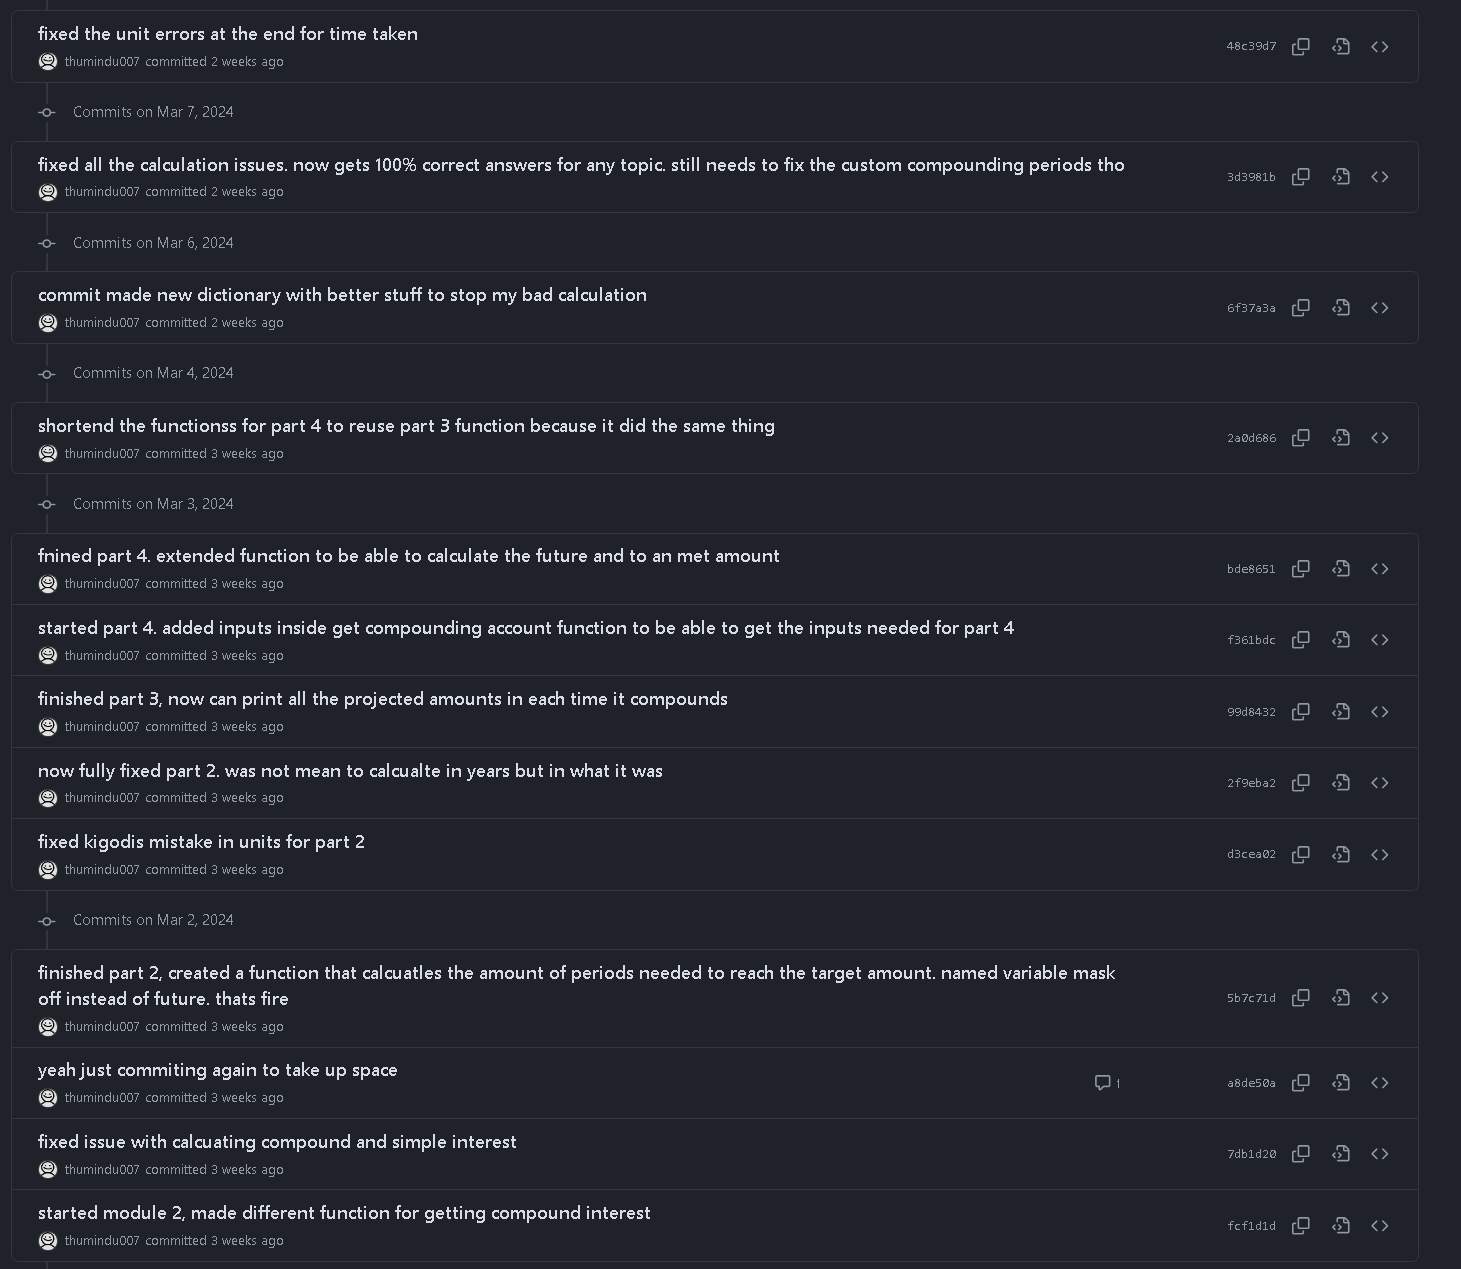 fixed the unit errors at the end for time taken
thumindu007 committed 2 weeks ago
48c39d7
Commits on Mar 7, 2024
fixed all the calculation issues. now gets 100% correct answers for any topic. still needs to fix the custom compounding periods tho
thumindu007 committed 2 weeks ago
3d3981b
Commits on Mar 6, 2024
commit made new dictionary with better stuff to stop my bad calculation
thumindu007 committed 2 weeks ago
6f37a3a
Commits on Mar 4, 2024
shortend the functionss for part 4 to reuse part 3 function because it did the same thing
thumindu007 committed 3 weeks ago
2a0d686
Commits on Mar 3, 2024
fnined part 4. extended function to be able to calculate the future and to an met amount
thumindu007 committed 3 weeks ago
bde8651
started part 4. added inputs inside get compounding account function to be able to get the inputs needed for part 4
thumindu007 committed 3 weeks ago
f361bdc
finished part 3, now can print all the projected amounts in each time it compounds
thumindu007 committed 3 weeks ago
99d8432
now fully fixed part 2. was not mean to calcualte in years but in what it was
thumindu007 committed 3 weeks ago
2f9eba2
fixed kigodis mistake in units for part 2
thumindu007 committed 3 weeks ago
d3cea02
Commits on Mar 2, 2024
finished part 2, created a function that calcuatles the amount of periods needed to reach the target amount. named variable mask
off instead of future. thats fire
thumindu007 committed 3 weeks ago
5b7c71d
yeah just commiting again to take up space
thumindu007 committed 3 weeks ago
1
a8de50a
fixed issue with calcuating compound and simple interest
thumindu007 committed 3 weeks ago
7db1d20
started module 2, made different function for getting compound interest
thumindu007 committed 3 weeks ago
fcf1d1d